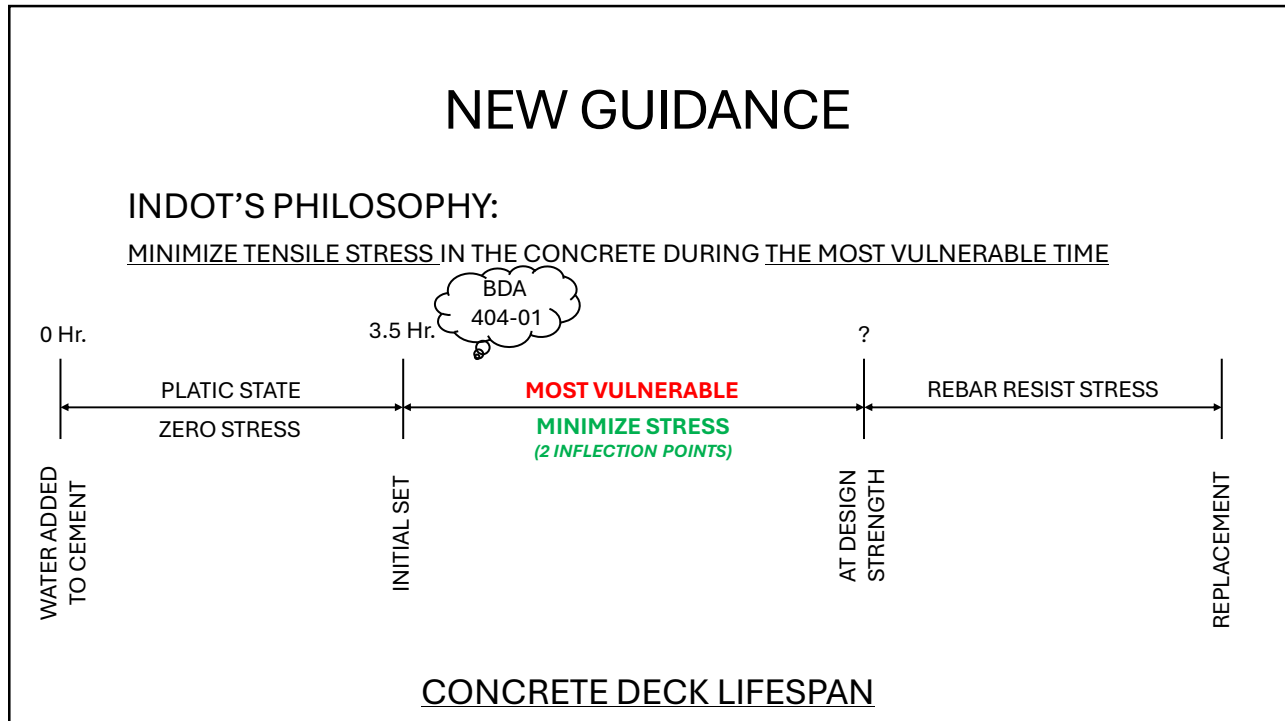 NEW GUIDANCE
INDOT’S PHILOSOPHY:
MINIMIZE TENSILE STRESS IN THE CONCRETE DURING THE MOST VULNERABLE TIME
BDA
404-01
0 Hr.
3.5 Hr.
?
PLATIC STATE
MOST VULNERABLE
REBAR RESIST STRESS
ZERO STRESS
MINIMIZE STRESS
(2 INFLECTION POINTS)
WATER ADDED
TO CEMENT
INITIAL SET
AT DESIGN
STRENGTH
REPLACEMENT
CONCRETE DECK LIFESPAN